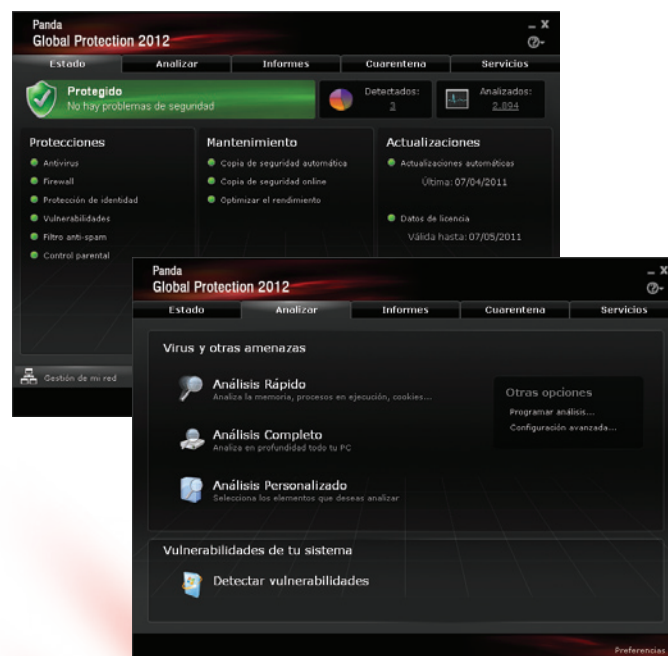 Panda
Global Protection 2012
Estado Analizar Informes Cuarentena Servicios
Protegido
No hay problemas de seguridad
Detectados:
3
Analizados:
2.894
Protecciones
Antivirus
Firewall
Protección de identidad
Vulnerabilidades
Filtro anti-spam
Control parental
Mantenimiento
Copia de seguridad automática
Copia de seguridad online
Optimizar el rendimiento
Actualizaciones
Actualizaciones automáticas
Última: 07/04/2011
Datos de licencia
Válida hasta: 07/05/2011
Gestión de mi red
Panda
Global Protection 2012
Estado Analizar Informes Cuarentena Servicios
Virus y otras amenazas
Análisis Rápido
Analiza la memoria, procesos en ejecución, cookies...
Análisis Completo
Analiza en profundidad todo tu PC
Análisis Personalizado
Selecciona los elementos que deseas analizar
Otras opciones
Programar análisis...
Configuración avanzada...
Vulnerabilidades de tu sistema
Detectar vulnerabilidades
Preferencias